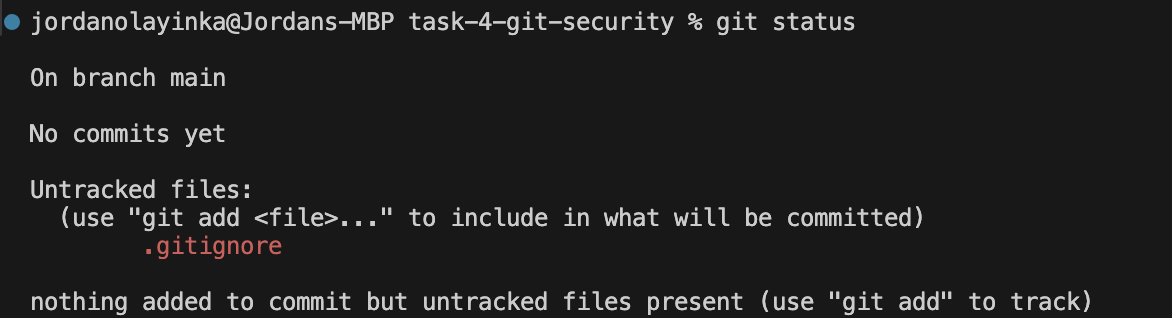 jordanolayinka@Jordans-MBP task-4-git-security % git status
On branch main
No commits yet
Untracked files:
(use "git add <file>..." to include in what will be committed)
.gitignore
nothing added to commit but untracked files present (use "git add" to track)